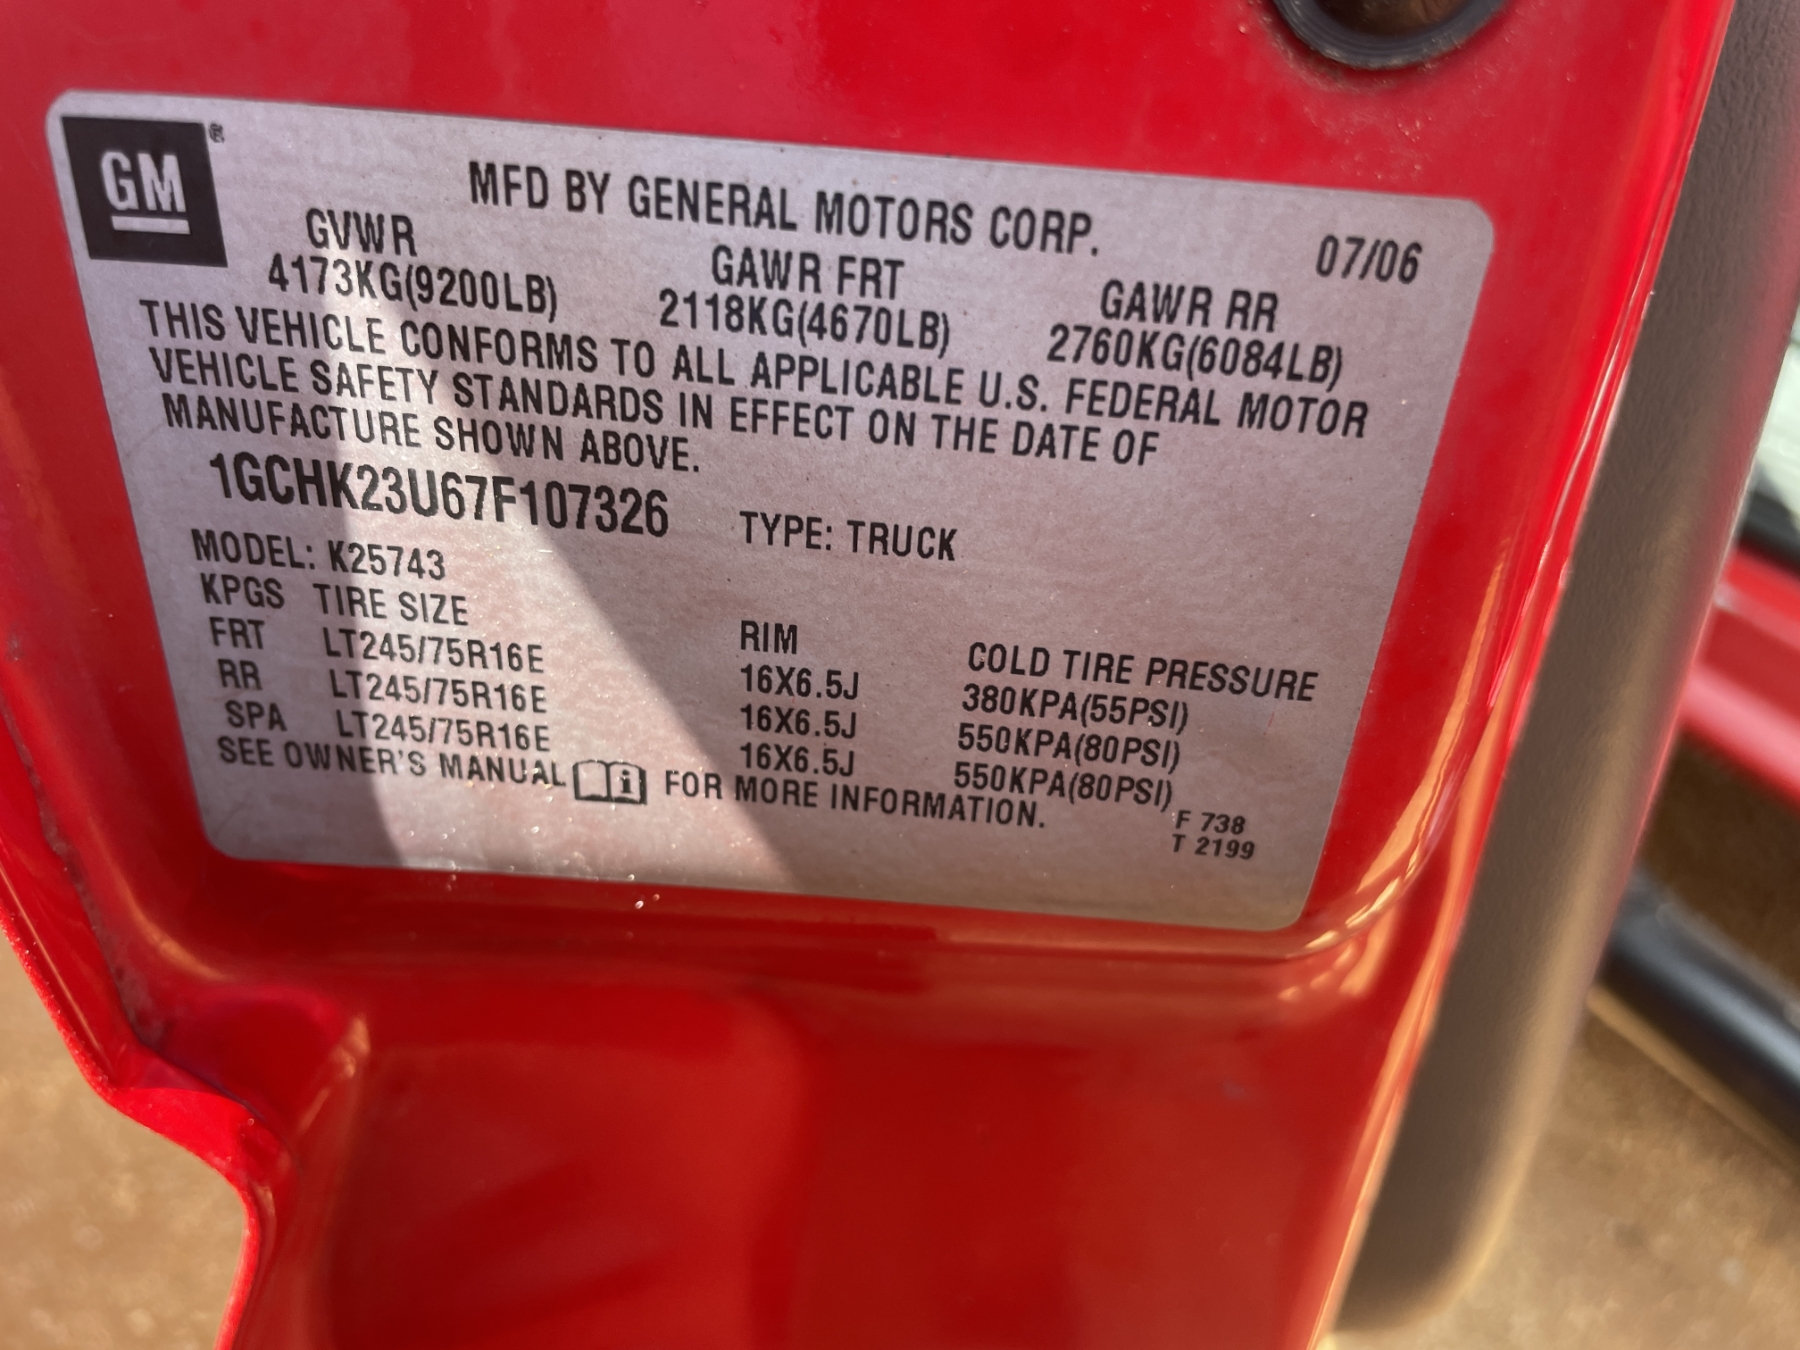 GM®
MFD BY GENERAL MOTORS CORP.
07/06
GVWR GAWR FRT GAWR RR
4173KG(9200LB) 2118KG(4670LB) 2760KG(6084LB)
THIS VEHICLE CONFORMS TO ALL APPLICABLE U.S. FEDERAL MOTOR
VEHICLE SAFETY STANDARDS IN EFFECT ON THE DATE OF
MANUFACTURE SHOWN ABOVE.
1GCHK23U67F107326 TYPE: TRUCK
MODEL: K25743
KPGS TIRE SIZE RIM COLD TIRE PRESSURE
FRT LT245/75R16E 16X6.5J 380KPA(55PSI)
RR LT245/75R16E 16X6.5J 550KPA(80PSI)
SPA LT245/75R16E 16X6.5J 550KPA(80PSI)
SEE OWNER'S MANUAL FOR MORE INFORMATION.
F 738
T 2199